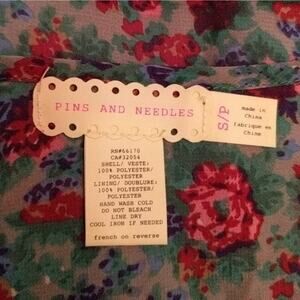 PINS AND NEEDLES
S/P
made in
China
fabriqué en
Chine
RN#66170
CA#32054
SHELL/ VESTE:
100% POLYESTER/
POLYESTER
LINING/ DOUBLURE:
100% POLYESTER/
POLYESTER
HAND WASH COLD
DO NOT BLEACH
LINE DRY
COOL IRON IF NEEDED
french on reverse